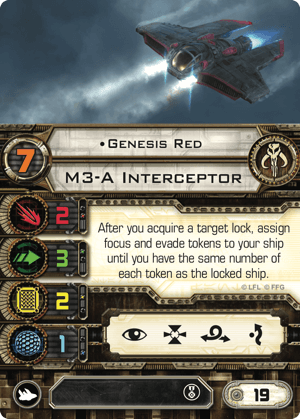 •Genesis Red
7
M3-A Interceptor
2
3
2
1
After you acquire a target lock, assign
focus and evade tokens to your ship
until you have the same number of
each token as the locked ship.
© LFL © FFG
19